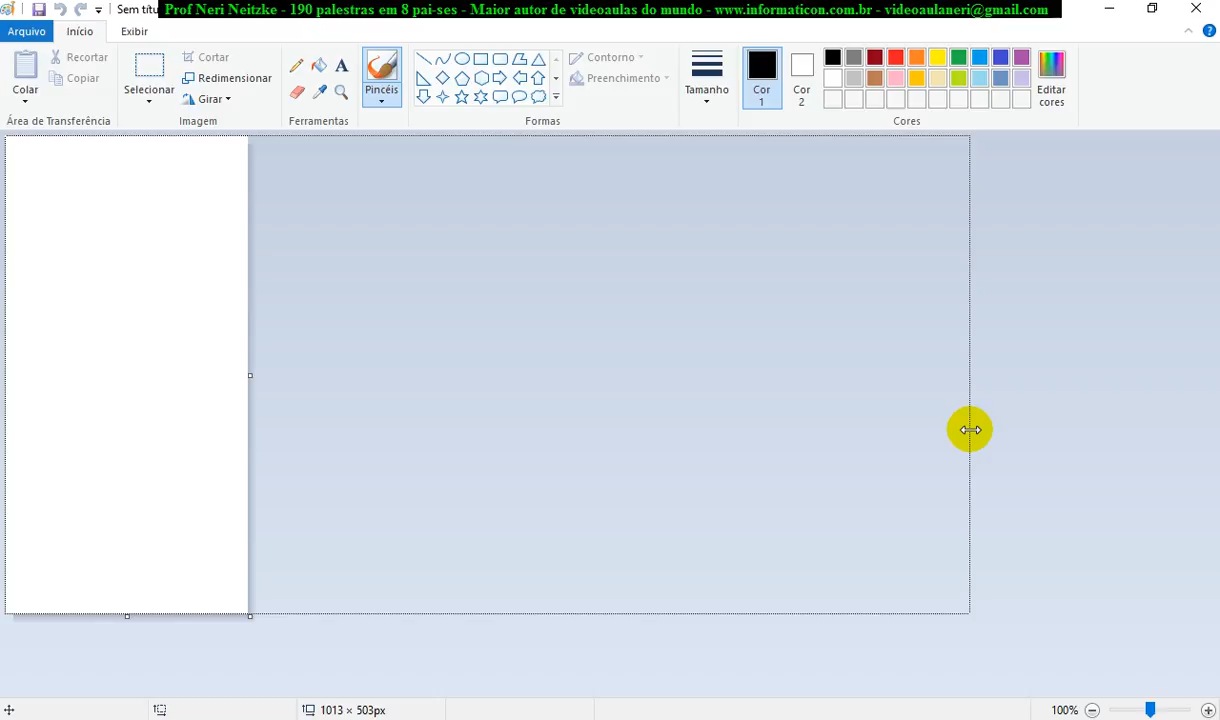 Sem títu
Prof Neri Neitzke - 190 palestras em 8 pai-ses - Maior autor de videoaulas do mundo - www.informaticon.com.br - videoaulaneri@gmail.com
Arquivo
Início
Exibir
Colar
Recortar
Copiar
Área de Transferência
Selecionar
Cortar
Redimensionar
Girar
Imagem
A
Ferramentas
Pincéis
Contorno
Preenchimento
Formas
Tamanho
Cor
1
Cor
2
Editar
cores
Cores
1013 × 503px
100%